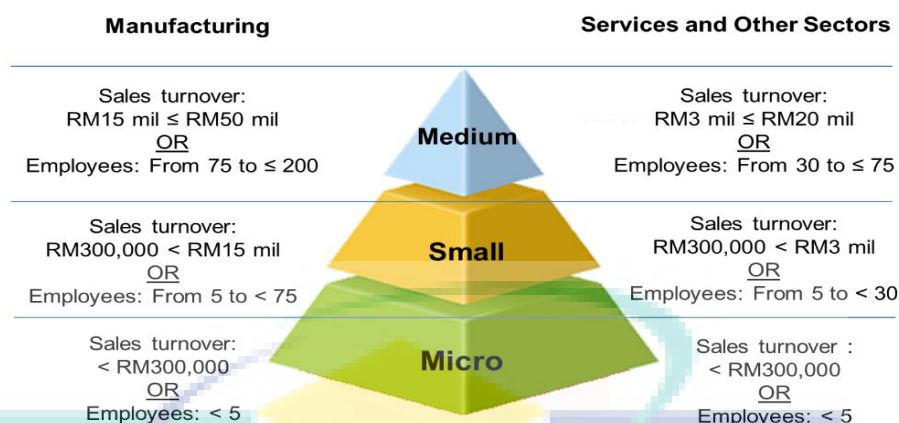 Manufacturing
Services and Other Sectors
Sales turnover:
RM15 mil ≤ RM50 mil
OR
Employees: From 75 to ≤ 200
Medium
Sales turnover:
RM3 mil ≤ RM20 mil
OR
Employees: From 30 to ≤ 75
Sales turnover:
RM300,000 < RM15 mil
OR
Employees: From 5 to < 75
Small
Sales turnover:
RM300,000 < RM3 mil
OR
Employees: From 5 to < 30
Sales turnover:
< RM300,000
OR
Employees: < 5
Micro
Sales turnover :
< RM300,000
OR
Employees: < 5